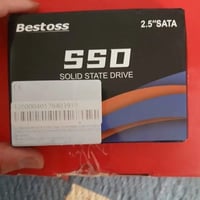 Bestoss
2.5"SATA
SSD
SOLID STATE DRIVE